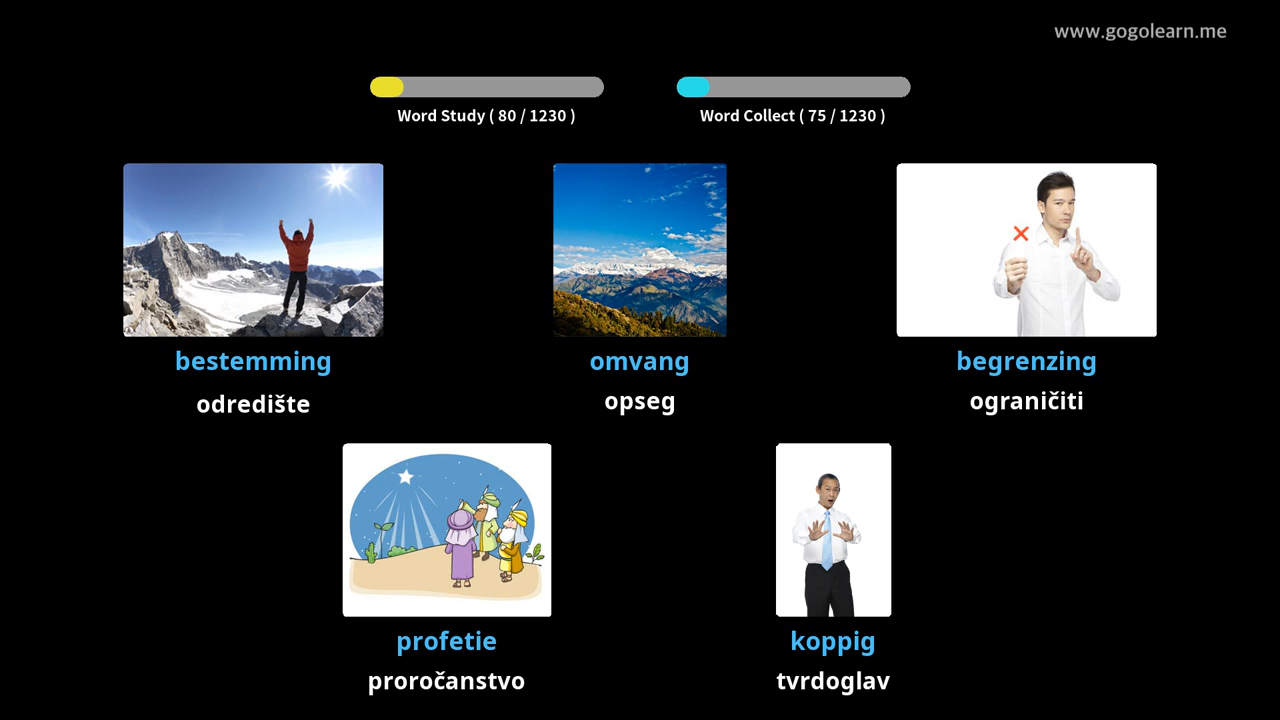 www.gogolearn.me
Word Study ( 80 / 1230 )
Word Collect ( 75 / 1230 )
bestemming
odredište
omvang
opseg
begrenzing
ograničiti
profetie
proročanstvo
koppig
tvrdoglav